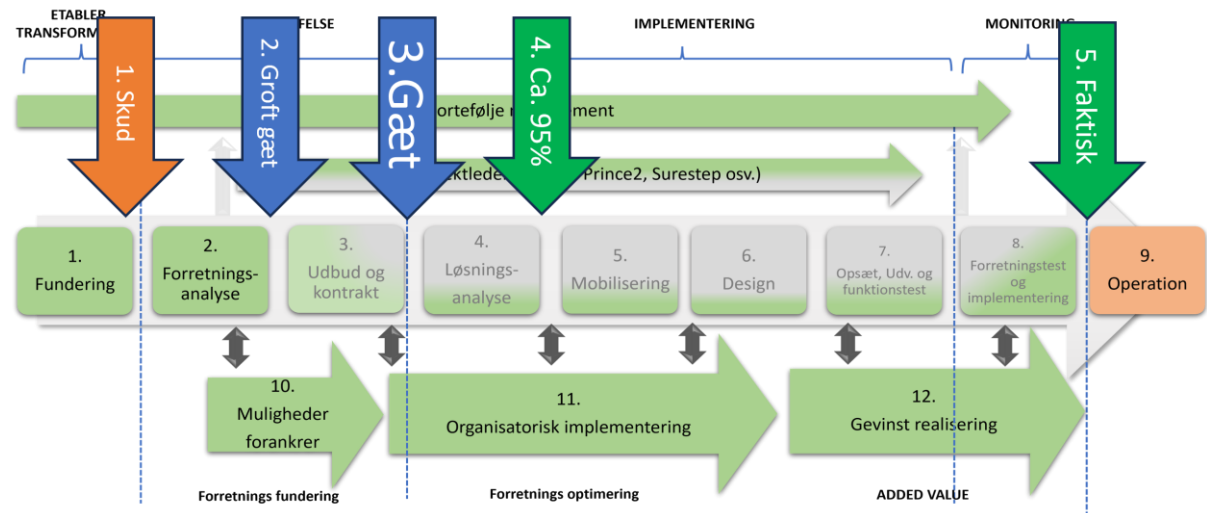 ETABLER
TRANSFORM
FELSE
IMPLEMENTERING
MONITORING
1. Skud
2. Groft gæt
3.Gæt
4. Ca. 95%
5. Faktisk
ortefølje
ement
Prince2, Surestep osv.)
1.
Fundering
2.
Forretnings-
analyse
3.
Udbud og
kontrakt
4.
Løsnings-
analyse
5.
Mobilisering
6.
Design
7.
Opsæt, Udv. og
funktionstest
8.
Forretningstest
og
implementering
9.
Operation
10.
Muligheder
forankrer
11.
Organisatorisk implementering
12.
Gevinst realisering
Forretnings fundering
Forretnings optimering
ADDED VALUE